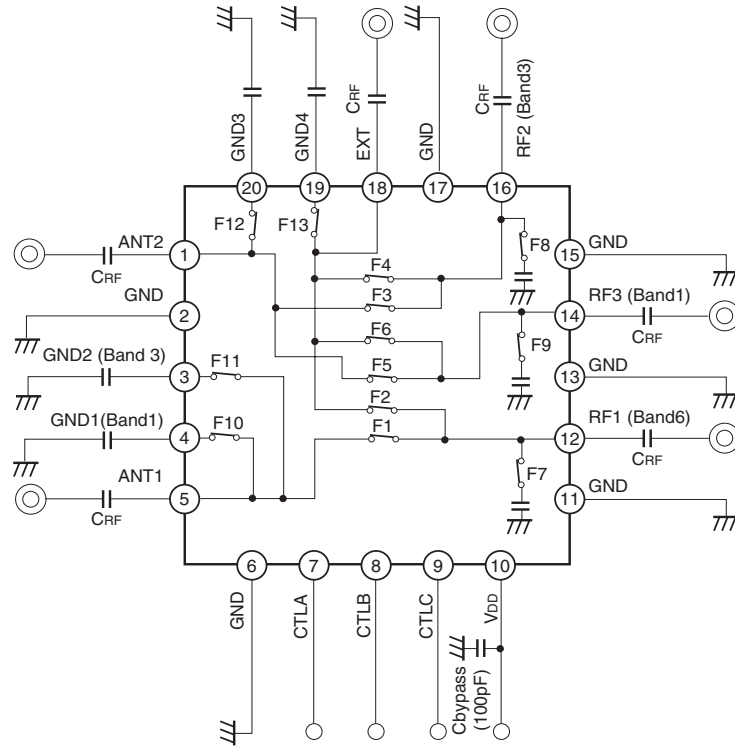 GND3
GND4
CRF
EXT
GND
CRF
RF2 (Band3)
20
19
18
17
16
F12
F13
F8
ANT2
1
CRF
15
GND
F4
F3
GND
2
14
RF3 (Band1)
CRF
F6
F9
GND2 (Band 3)
3
F11
F5
13
GND
F2
GND1(Band1)
4
F10
F1
12
RF1 (Band6)
CRF
F7
ANT1
5
CRF
11
GND
6
7
8
9
10
GND
CTLA
CTLB
CTLC
VDD
Cbypass
(100pF)